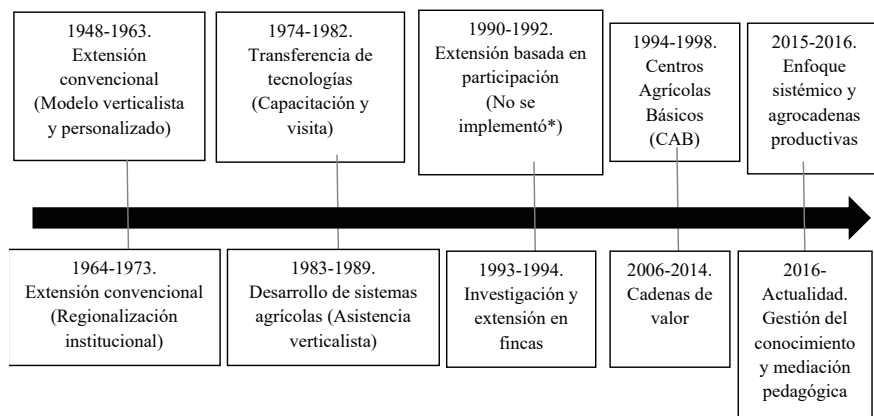 1948-1963.
Extensión
convencional
(Modelo verticalista
y personalizado)
1974-1982.
Transferencia de
tecnologías
(Capacitación y
visita)
1990-1992.
Extensión basada en
participación
(No se
implementó*)
1994-1998.
Centros
Agrícolas
Básicos
(CAB)
2015-2016.
Enfoque
sistémico y
agrocadenas
productivas
1964-1973.
Extensión convencional
(Regionalización
institucional)
1983-1989.
Desarrollo de sistemas
agrícolas (Asistencia
verticalista)
1993-1994.
Investigación y
extensión en
fincas
2006-2014.
Cadenas de
valor
2016-
Actualidad.
Gestión del
conocimiento
y mediación
pedagógica